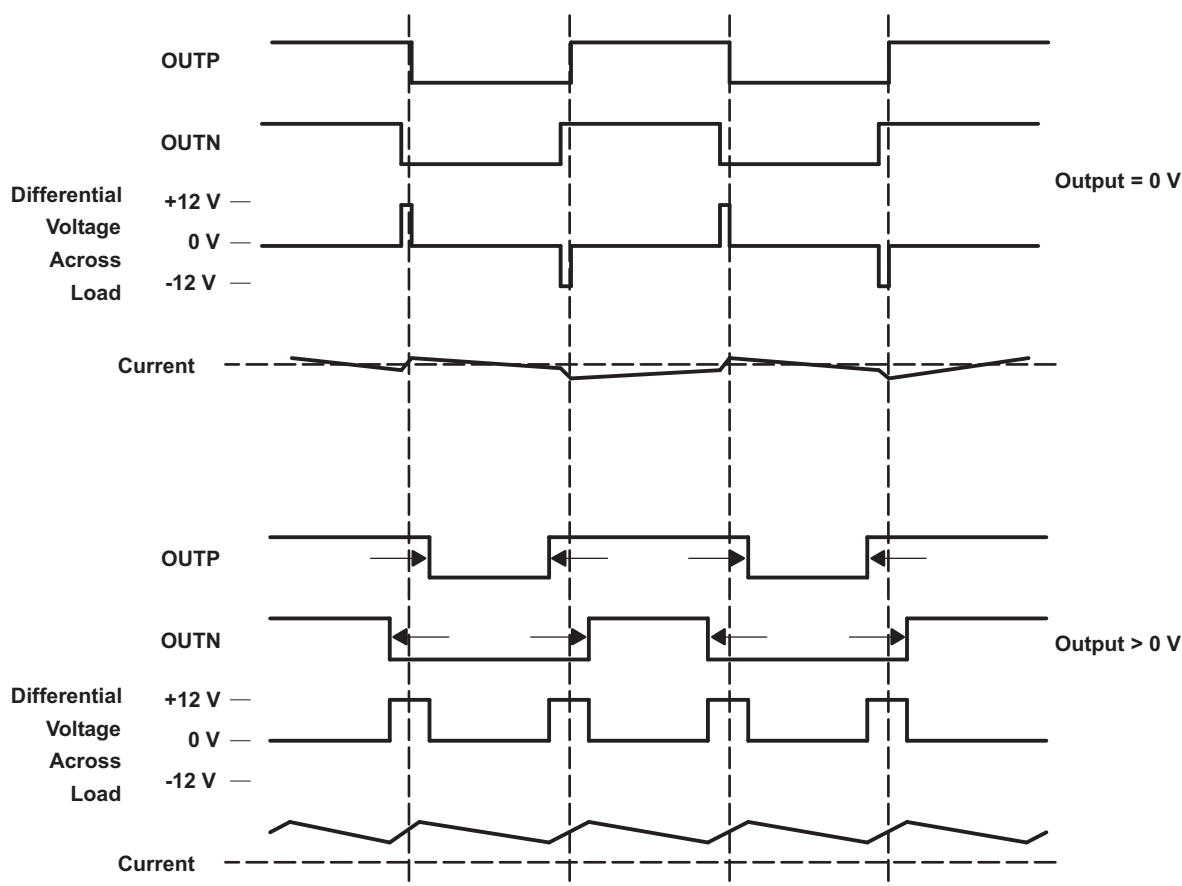 OUTP
OUTN
Output = 0 V
Differential
Voltage
Across
Load
+12 V
0 V
-12 V
Current
OUTP
OUTN
Output > 0 V
Differential
Voltage
Across
Load
+12 V
0 V
-12 V
Current